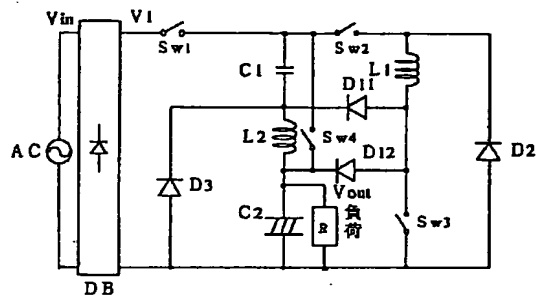 Vin
V1
Sw1
Sw2
C1
L1
D11
L2
Sw4
D12
AC
D2
D3
Vout
C2
R
負荷
Sw3
DB